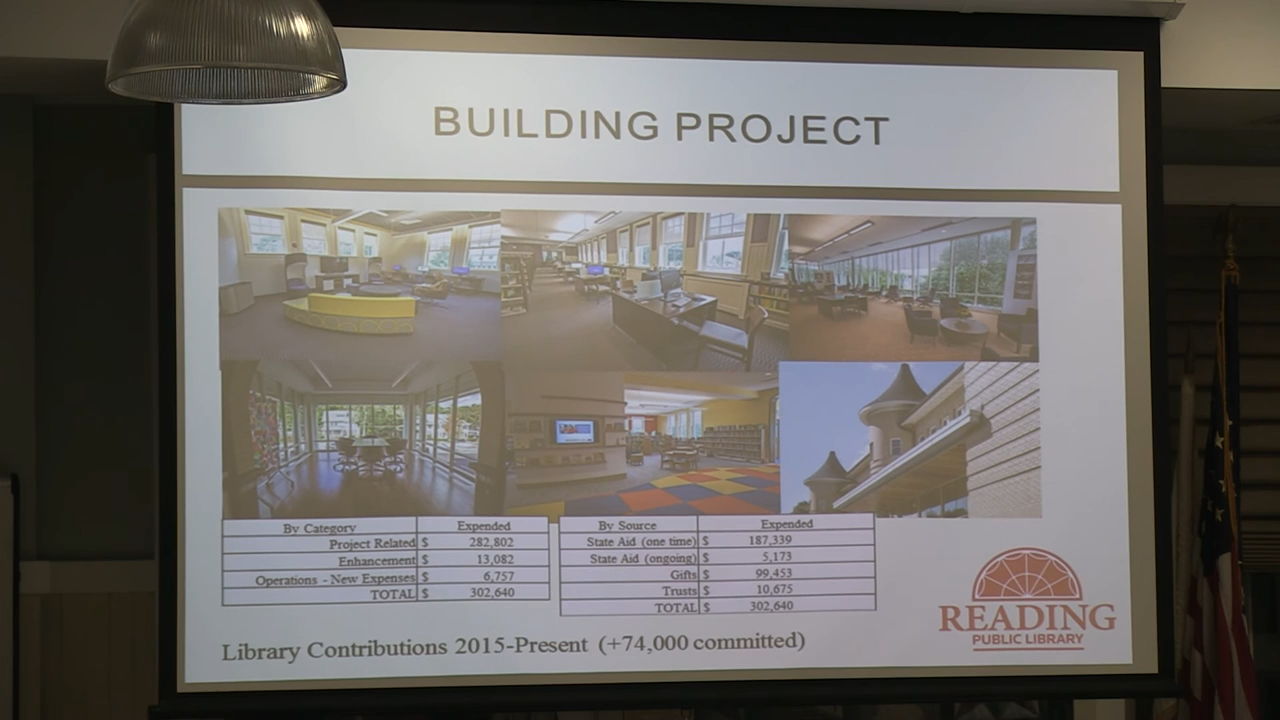 BUILDING PROJECT
By Category Expended
Project Related $ 282,802
Enhancement $ 13,082
Operations - New Expenses $ 6,757
TOTAL $ 302,640
By Source Expended
State Aid (one time) $ 187,339
State Aid (ongoing) $ 5,173
Gifts $ 99,453
Trusts $ 10,675
TOTAL $ 302,640
Library Contributions 2015-Present (+74,000 committed)
READING
PUBLIC LIBRARY